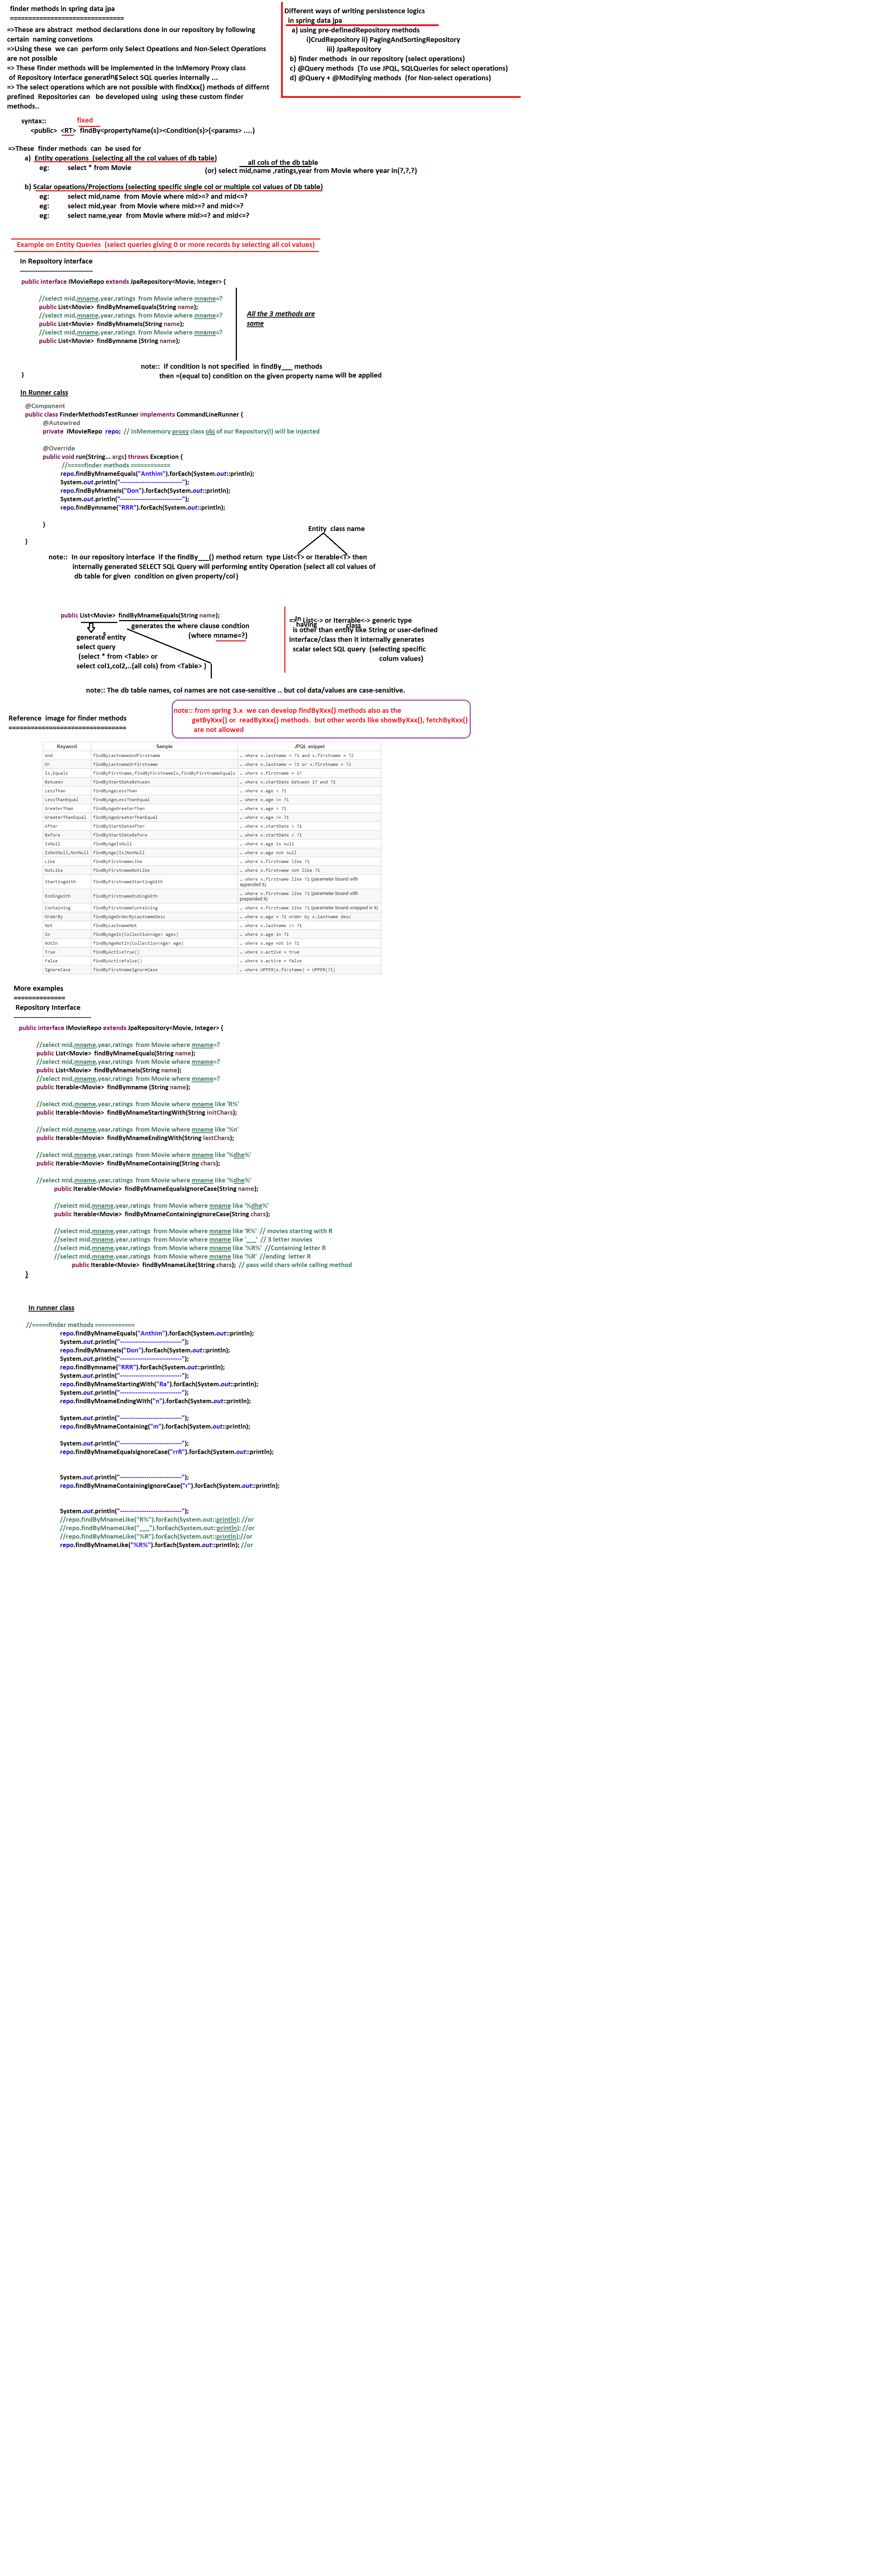 finder methods in spring data jpa
===============================
=>These are abstract  method declarations done in our repository by following
certain  naming convetions
=>Using these  we can  perform only Select Opeations and Non-Select Operations
are not possible
=> These finder methods will be implemented in the InMemory Proxy class
of Repository Interface generating Select SQL queries internally ...
=> The select operations which are not possible with findXxx() methods of differnt
prefined  Repositories can   be developed using  using these custom finder
methods..
Different ways of writing persisstence logics
in spring data jpa
a) using pre-definedRepository methods
i)CrudRepository ii) PagingAndSortingRepository
iii) JpaRepository
b) finder methods  in our repository (select operations)
c) @Query methods  (To use JPQL, SQLQueries for select operations)
d) @Query + @Modifying methods  (for Non-select operations)
syntax::
fixed
<public>  <RT>  findBy<propertyName(s)><Condition(s)>(<params> ....)
=>These  finder methods  can  be used for
a)  Entity operations  (selecting all the col values of db table)
all cols of the db table
eg:          select * from Movie
(or) select mid,name ,ratings,year from Movie where year in(?,?,?)
b) Scalar opeations/Projections (selecting specific single col or multiple col values of Db table)
eg:          select mid,name  from Movie where mid>=? and mid<=?
eg:          select mid,year  from Movie where mid>=? and mid<=?
eg:          select name,year  from Movie where mid>=? and mid<=?
Example on Entity Queries  (select queries giving 0 or more records by selecting all col values)
In Repsoitory interface
----------------------------------
public interface IMovieRepo extends JpaRepository<Movie, Integer> {
//select mid,mname,year,ratings  from Movie where mname=?
public List<Movie>  findByMnameEquals(String name);
//select mid,mname,year,ratings  from Movie where mname=?
public List<Movie>  findByMnameIs(String name);
//select mid,mname,year,ratings  from Movie where mname=?
public List<Movie>  findBymname (String name);
All the 3 methods are
same
note::  if condition is not specified  in findBy___ methods
then =(equal to) condition on the given property name will be applied
}
In Runner calss
@Component
public class FinderMethodsTestRunner implements CommandLineRunner {
@Autowired
private  IMovieRepo  repo;  // InMememory proxy class obj of our Repository(I) will be injected
@Override
public void run(String... args) throws Exception {
//=====finder methods ============
repo.findByMnameEquals("Anthim").forEach(System.out::println);
System.out.println("----------------------------");
repo.findByMnameIs("Don").forEach(System.out::println);
System.out.println("----------------------------");
repo.findBymname("RRR").forEach(System.out::println);
}
}
Entity  class name
note::  In our repository interface  if the findBy___() method return  type List<T> or Iterable<T> then
internally generated SELECT SQL Query will performing entity Operation (select all col values of
db table for given  condition on given property/col)
public List<Movie>  findByMnameEquals(String name);
generates the where clause condtion
(where mname=?)
s
generate entity
select query
(select * from <Table> or
select col1,col2,..(all cols) from <Table> )
In
=>  List<-> or Iterrable<-> generic type
having class
is other than entity like String or user-defined
interface/class then it internally generates
scalar select SQL query  (selecting specific
colum values)
note:: The db table names, col names are not case-sensitive .. but col data/values are case-sensitive.
note:: from spring 3.x  we can develop findByXxx() methods also as the
getByXxx() or  readByXxx() methods.  but other words like showByXxx(), fetchByXxx()
are not allowed
Reference  image for finder methods
================================
Keyword Sample JPQL snippet
And findByLastnameAndFirstname … where x.lastname = ?1 and x.firstname = ?2
Or findByLastnameOrFirstname … where x.lastname = ?1 or x.firstname = ?2
Is,Equals findByFirstname,findByFirstnameIs,findByFirstnameEquals … where x.firstname = 1?
Between findByStartDateBetween … where x.startDate between 1? and ?2
LessThan findByAgeLessThan … where x.age < ?1
LessThanEqual findByAgeLessThanEqual … where x.age <= ?1
GreaterThan findByAgeGreaterThan … where x.age > ?1
GreaterThanEqual findByAgeGreaterThanEqual … where x.age >= ?1
After findByStartDateAfter … where x.startDate > ?1
Before findByStartDateBefore … where x.startDate < ?1
IsNull findByAgeIsNull … where x.age is null
IsNotNull,NotNull findByAge(Is)NotNull … where x.age not null
Like findByFirstnameLike … where x.firstname like ?1
NotLike findByFirstnameNotLike … where x.firstname not like ?1
StartingWith findByFirstnameStartingWith … where x.firstname like ?1 (parameter bound with
appended %)
EndingWith findByFirstnameEndingWith … where x.firstname like ?1 (parameter bound with
prepended %)
Containing findByFirstnameContaining … where x.firstname like ?1 (parameter bound wrapped in %)
OrderBy findByAgeOrderByLastnameDesc … where x.age = ?1 order by x.lastname desc
Not findByLastnameNot … where x.lastname <> ?1
In findByAgeIn(Collection<Age> ages) … where x.age in ?1
NotIn findByAgeNotIn(Collection<Age> age) … where x.age not in ?1
True findByActiveTrue() … where x.active = true
False findByActiveFalse() … where x.active = false
IgnoreCase findByFirstnameIgnoreCase … where UPPER(x.firstame) = UPPER(?1)
More examples
==============
Repository Interface
------------------------------------
public interface IMovieRepo extends JpaRepository<Movie, Integer> {
//select mid,mname,year,ratings  from Movie where mname=?
public List<Movie>  findByMnameEquals(String name);
//select mid,mname,year,ratings  from Movie where mname=?
public List<Movie>  findByMnameIs(String name);
//select mid,mname,year,ratings  from Movie where mname=?
public Iterable<Movie>  findBymname (String name);
//select mid,mname,year,ratings  from Movie where mname like 'R%'
public Iterable<Movie>  findByMnameStartingWith(String initChars);
//select mid,mname,year,ratings  from Movie where mname like '%n'
public Iterable<Movie>  findByMnameEndingWith(String lastChars);
//select mid,mname,year,ratings  from Movie where mname like '%dhe%'
public Iterable<Movie>  findByMnameContaining(String chars);
//select mid,mname,year,ratings  from Movie where mname like '%dhe%'
public Iterable<Movie>  findByMnameEqualsIgnoreCase(String name);
//select mid,mname,year,ratings  from Movie where mname like '%dhe%'
public Iterable<Movie>  findByMnameContainingIgnoreCase(String chars);
//select mid,mname,year,ratings  from Movie where mname like 'R%'  // movies starting with R
//select mid,mname,year,ratings  from Movie where mname like '___'  // 3 letter movies
//select mid,mname,year,ratings  from Movie where mname like '%R%'  //Containing letter R
//select mid,mname,year,ratings  from Movie where mname like '%R'  //ending  letter R
public Iterable<Movie>  findByMnameLike(String chars);  // pass wild chars while calling method
}
In runner class
//=====finder methods ============
repo.findByMnameEquals("Anthim").forEach(System.out::println);
System.out.println("----------------------------");
repo.findByMnameIs("Don").forEach(System.out::println);
System.out.println("----------------------------");
repo.findBymname("RRR").forEach(System.out::println);
System.out.println("----------------------------");
repo.findByMnameStartingWith("Ra").forEach(System.out::println);
System.out.println("----------------------------");
repo.findByMnameEndingWith("n").forEach(System.out::println);
System.out.println("----------------------------");
repo.findByMnameContaining("m").forEach(System.out::println);
System.out.println("----------------------------");
repo.findByMnameEqualsIgnoreCase("rrR").forEach(System.out::println);
System.out.println("----------------------------");
repo.findByMnameContainingIgnoreCase("r").forEach(System.out::println);
System.out.println("----------------------------");
//repo.findByMnameLike("R%").forEach(System.out::println); //or
//repo.findByMnameLike("___").forEach(System.out::println); //or
//repo.findByMnameLike("%R").forEach(System.out::println);//or
repo.findByMnameLike("%R%").forEach(System.out::println); //or